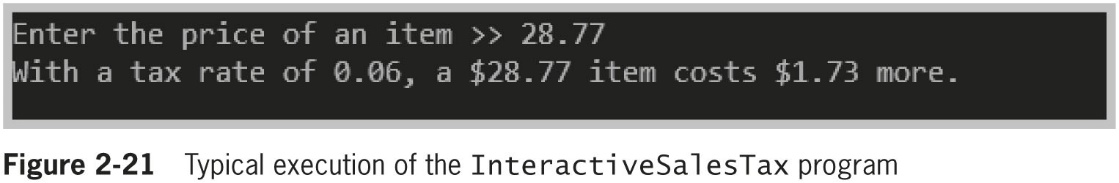 Enter the price of an item >> 28.77
With a tax rate of 0.06, a $28.77 item costs $1.73 more.
Figure 2-21 Typical execution of the InteractiveSalesTax program